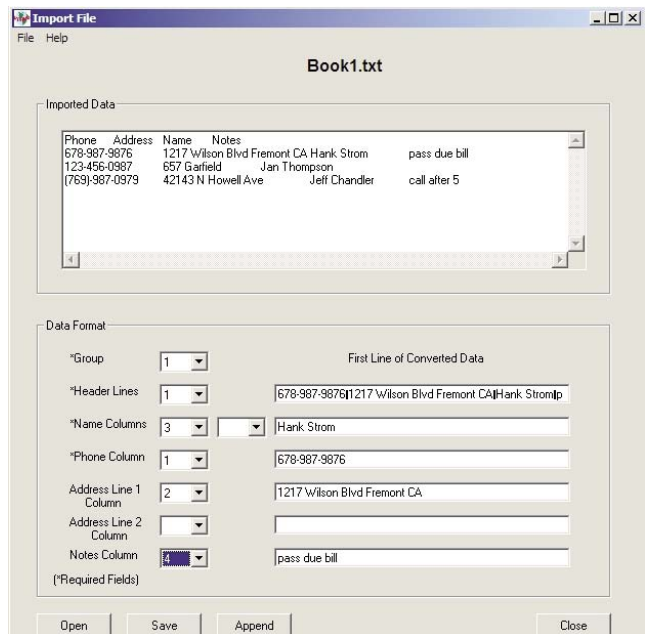 Import File
File Help
Book1.txt
Imported Data
Phone Address Name Notes
678-987-9876 1217 Wilson Blvd Fremont CA Hank Strom pass due bill
123-456-0987 657 Garfield Jan Thompson
(769)-987-0979 42143 N Howell Ave Jeff Chandler call after 5
Data Format
*Group 1 First Line of Converted Data
*Header Lines 1 678-987-9876|1217 Wilson Blvd Fremont CA|Hank Strom|p
*Name Columns 3 Hank Strom
*Phone Column 1 678-987-9876
Address Line 1
Column 2 1217 Wilson Blvd Fremont CA
Address Line 2
Column
Notes Column 4 pass due bill
(*Required Fields)
Open Save Append Close